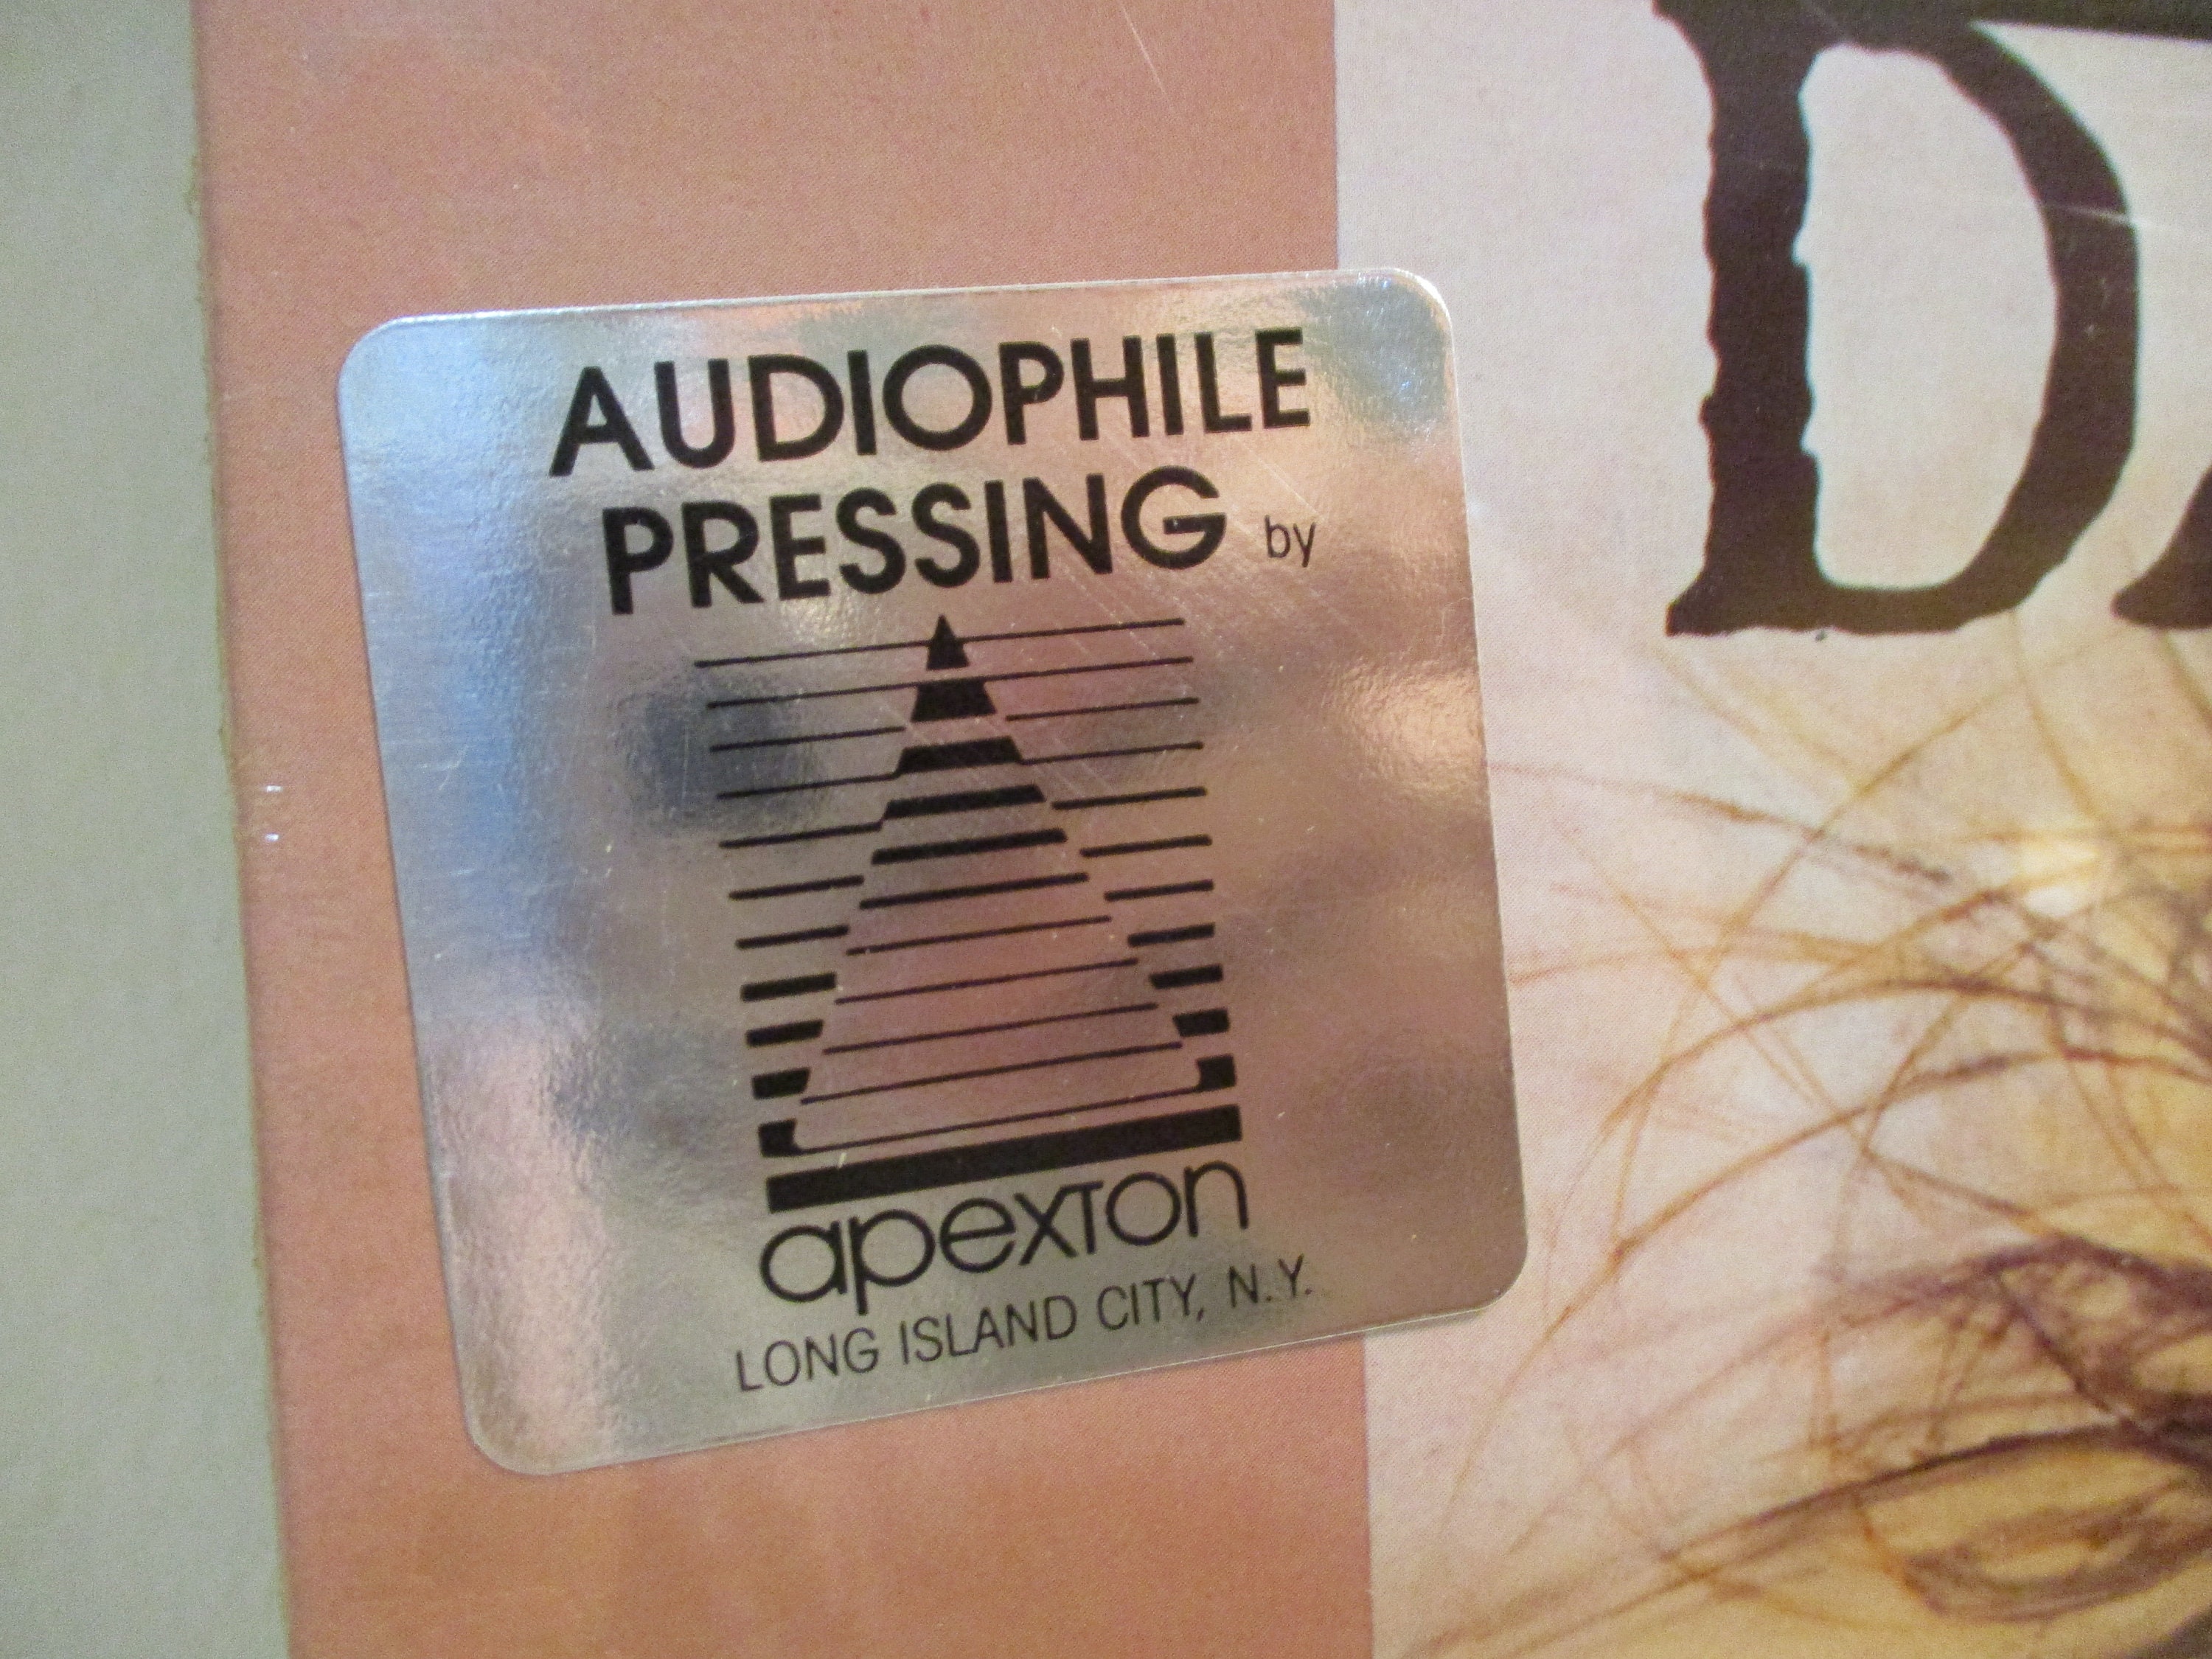 AUDIOPHILE
PRESSING by
apexton
LONG ISLAND CITY, N.Y.
D